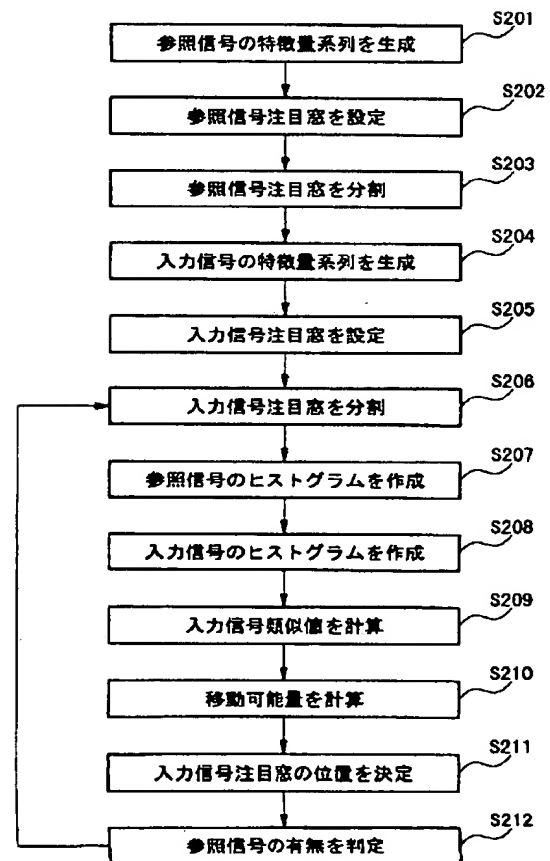 S201
参照信号の特徴量系列を生成
S202
参照信号注目窓を設定
S203
参照信号注目窓を分割
S204
入力信号の特徴量系列を生成
S205
入力信号注目窓を設定
S206
入力信号注目窓を分割
S207
参照信号のヒストグラムを作成
S208
入力信号のヒストグラムを作成
S209
入力信号類似値を計算
S210
移動可能量を計算
S211
入力信号注目窓の位置を決定
S212
参照信号の有無を判定